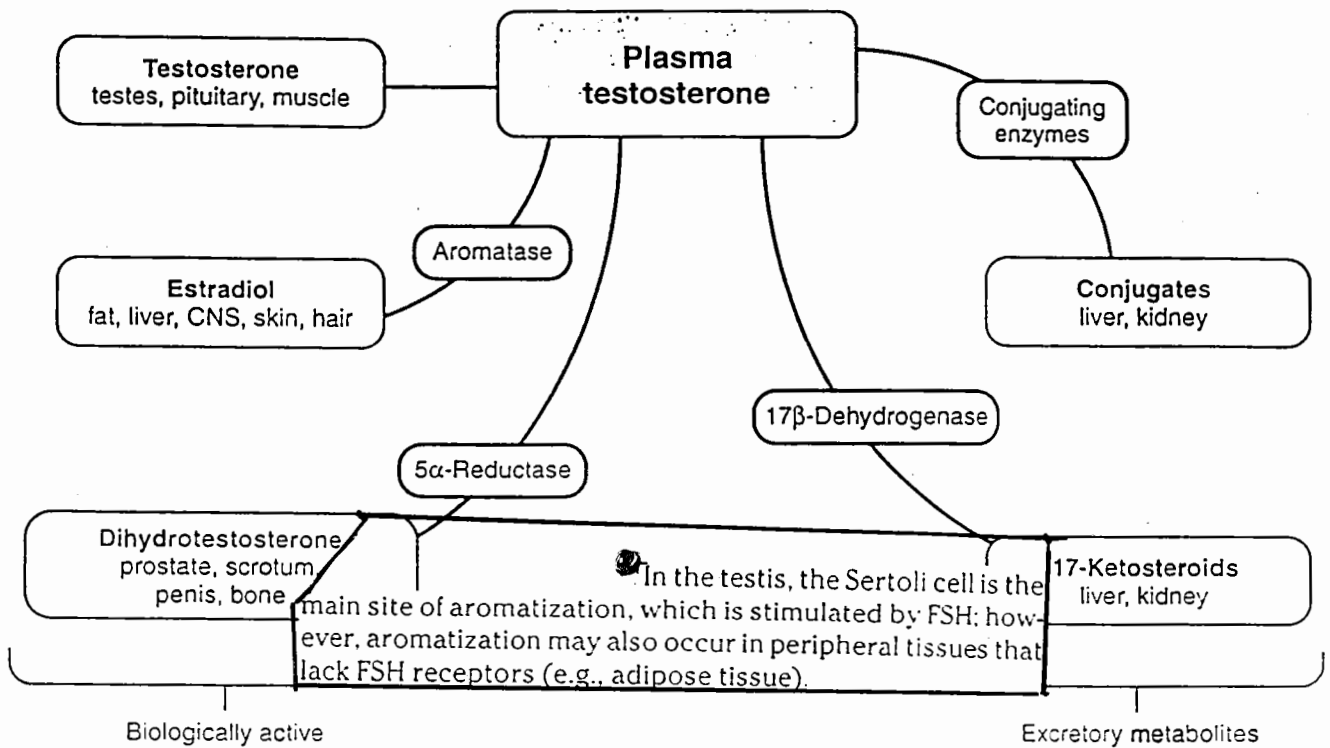 Plasma
testosterone
Testosterone
testes, pituitary, muscle
Conjugating
enzymes
Aromatase
Estradiol
fat, liver, CNS, skin, hair
Conjugates
liver, kidney
17β-Dehydrogenase
5α-Reductase
Dihydrotestosterone
prostate, scrotum,
penis, bone
In the testis, the Sertoli cell is the
main site of aromatization, which is stimulated by FSH; how-
ever, aromatization may also occur in peripheral tissues that
lack FSH receptors (e.g., adipose tissue).
17-Ketosteroids
liver, kidney
Biologically active
Excretory metabolites